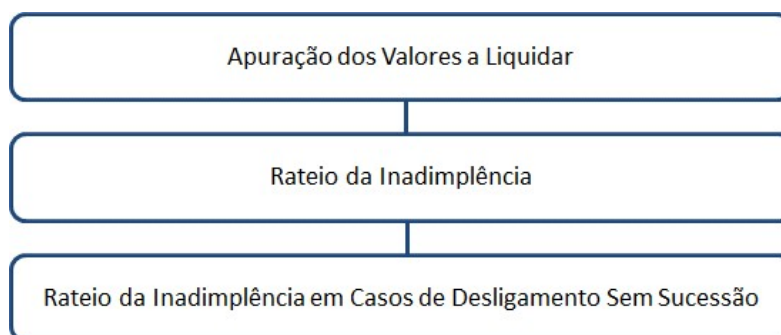 Apuração dos Valores a Liquidar
Rateio da Inadimplência
Rateio da Inadimplência em Casos de Desligamento Sem Sucessão